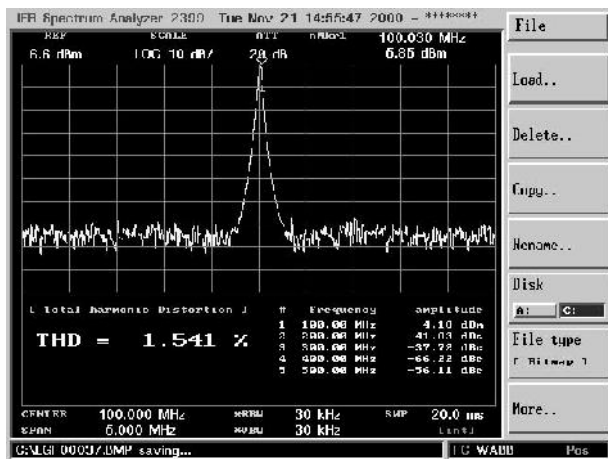 IFR Spectrum Analyzer 2399 Tue Nov 21 14:55:47 2000 - ********
File
REF SCALE ATT 100.030 MHz
6.6 dBm LOG 10 dB/ 20 dB 6.85 dBm
Load..
Delete..
Copy..
Rename..
Disk
A: C:
File type
[ Bitmap ]
More..
[ Total Harmonic Distortion ] # Frequency amplitude
THD = 1.541 %
1 100.00 MHz 4.10 dBm
2 200.00 MHz -41.03 dBc
3 300.00 MHz -37.72 dBc
4 400.00 MHz -66.22 dBc
5 500.00 MHz -56.11 dBc
CENTER 100.000 MHz *RBW 30 kHz SWP 20.0 ms
SPAN 5.000 MHz *VBW 30 kHz [int]
saving...
Pos